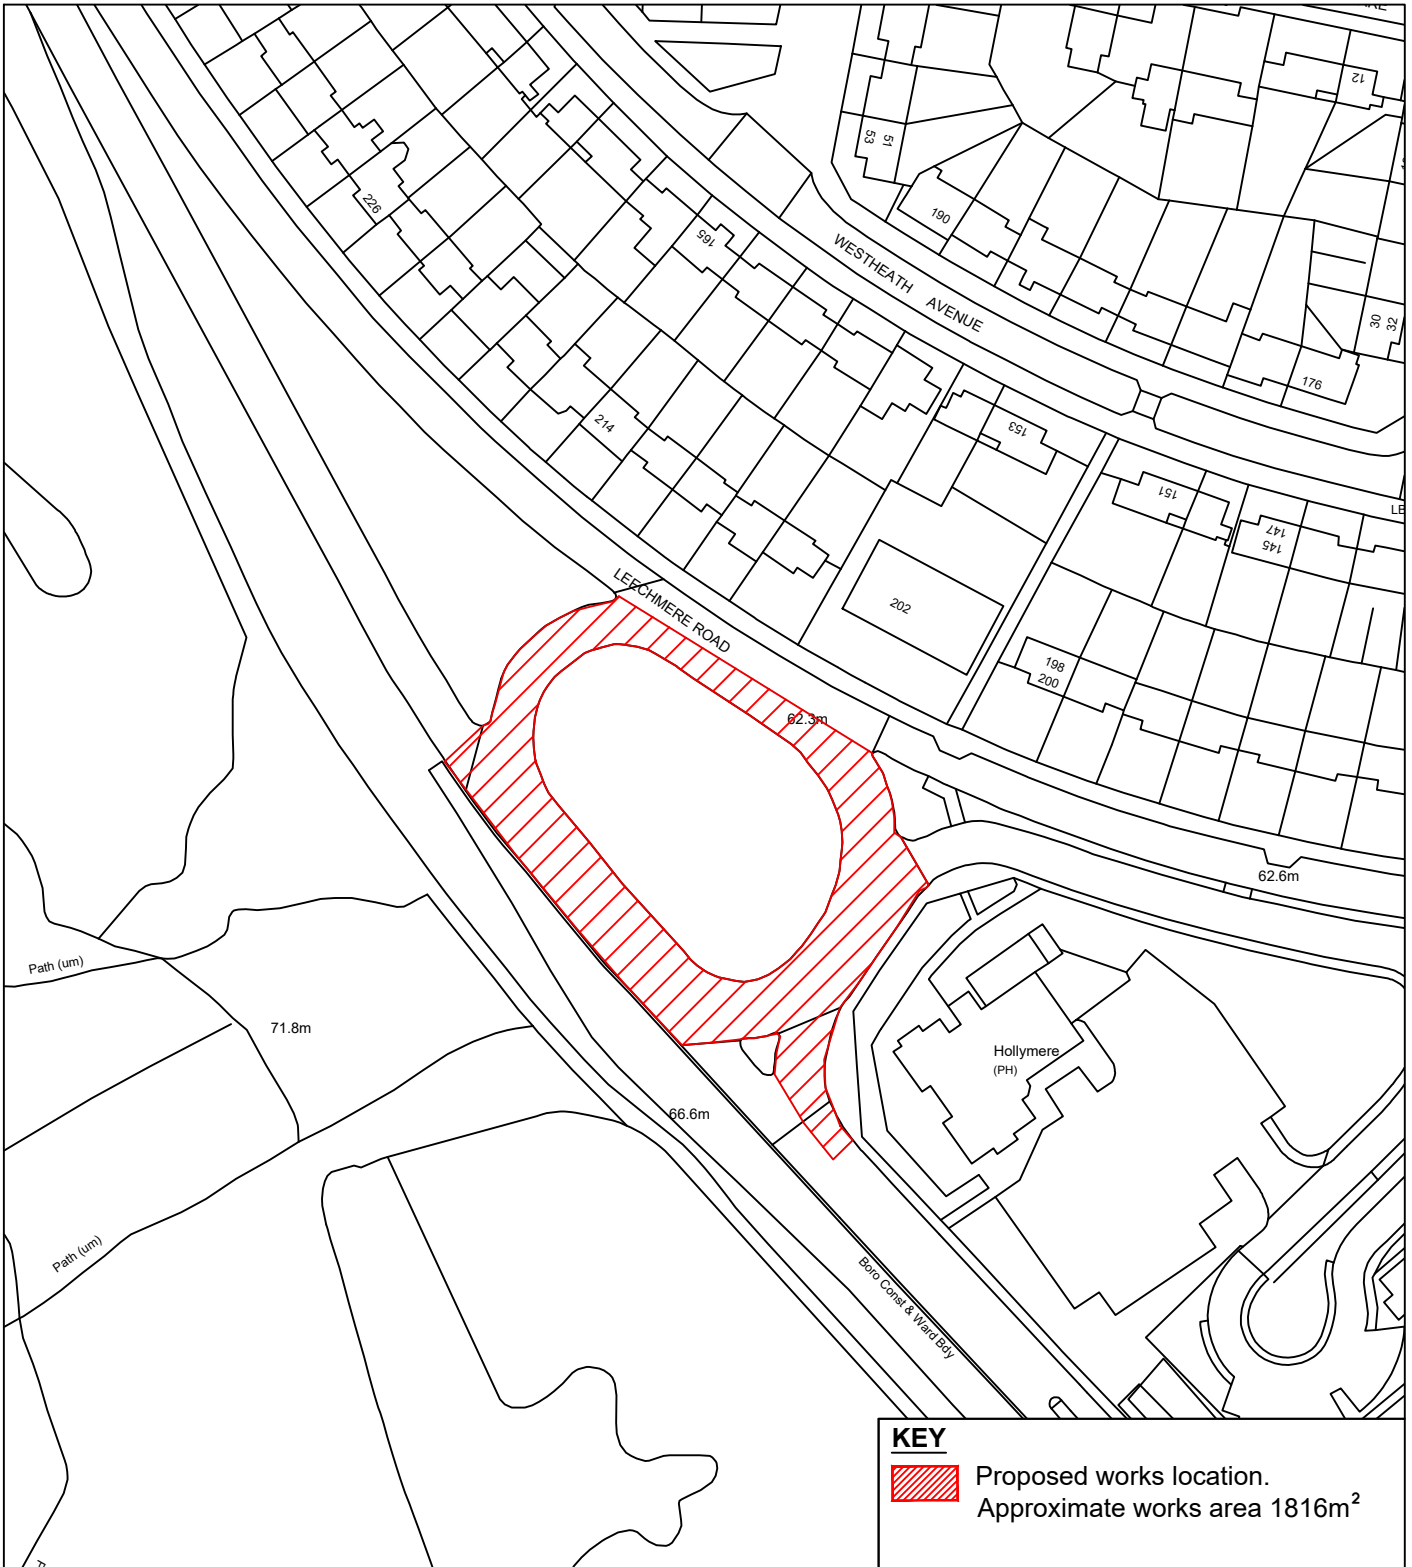 12
53
51
226
190
165
WESTHEATH AVENUE
30
32
176
214
153
151
LB
147
145
LEECHMERE ROAD
202
198
200
62.3m
62.6m
Path (um)
71.8m
Hollymere
(PH)
66.6m
Path (um)
Boro Const & Ward Bdy
KEY
Proposed works location.
Approximate works area 1816m²